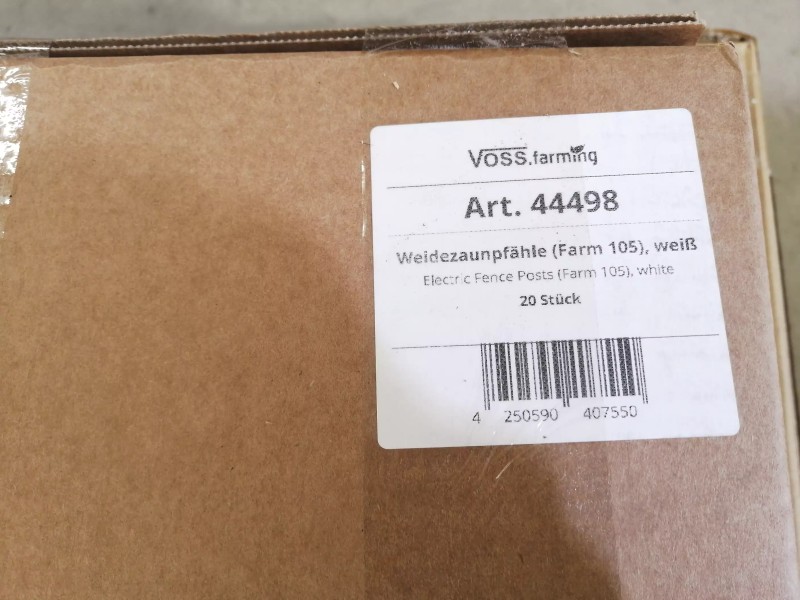 VOSS.farming
Art. 44498
Weidezaunpfähle (Farm 105), weiß
Electric Fence Posts (Farm 105), white
20 Stück
4 250590 407550